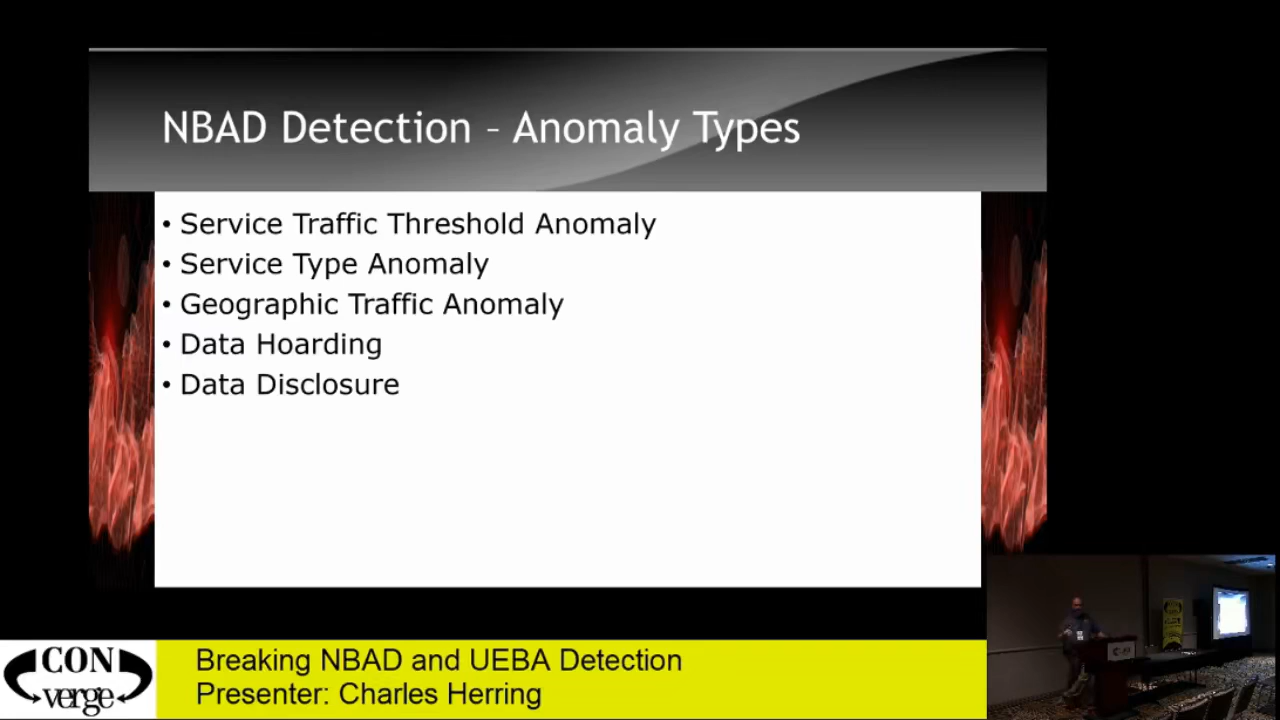 NBAD Detection – Anomaly Types
• Service Traffic Threshold Anomaly
• Service Type Anomaly
• Geographic Traffic Anomaly
• Data Hoarding
• Data Disclosure
CON
verge
Breaking NBAD and UEBA Detection
Presenter: Charles Herring